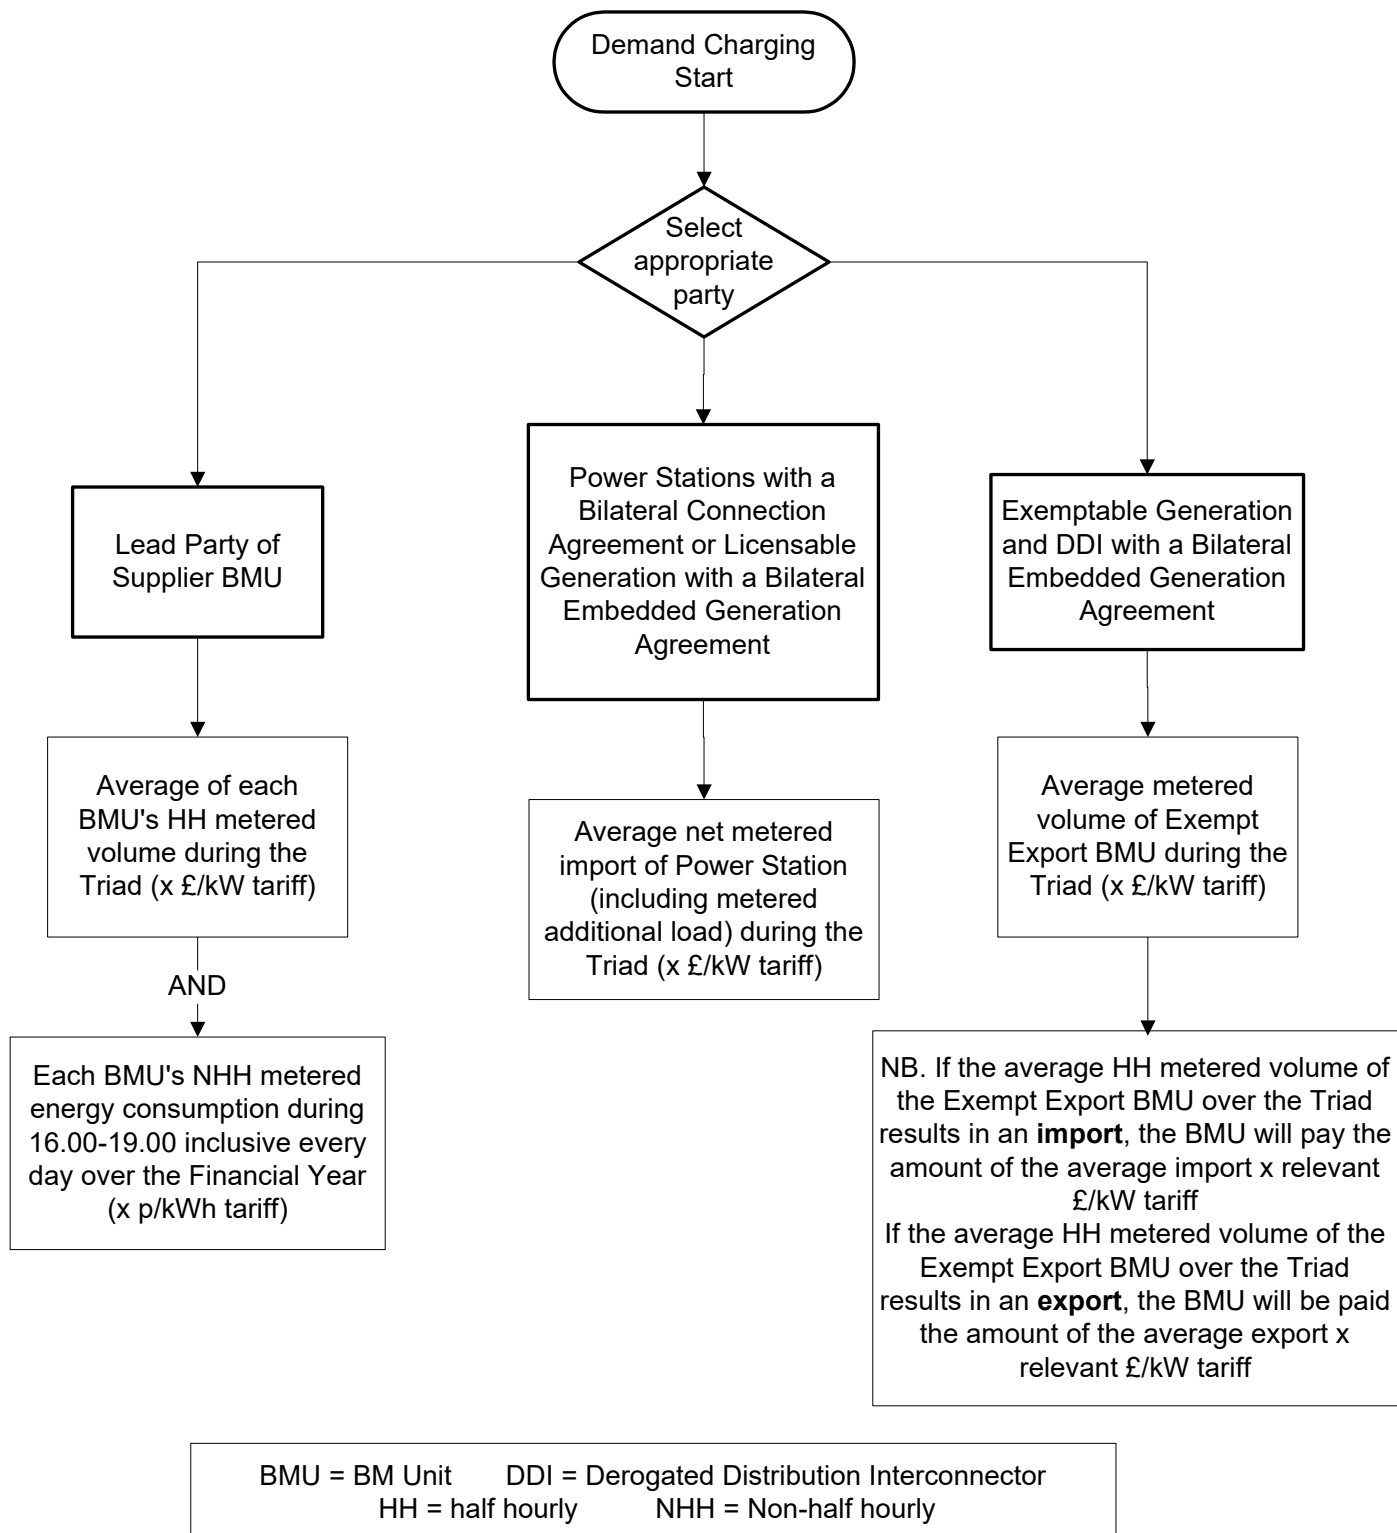 Demand Charging
Start
Select
appropriate
party
Lead Party of
Supplier BMU
Average of each
BMU's HH metered
volume during the
Triad (x £/kW tariff)
AND
Each BMU's NHH metered
energy consumption during
16.00-19.00 inclusive every
day over the Financial Year
(x p/kWh tariff)
Power Stations with a
Bilateral Connection
Agreement or Licensable
Generation with a Bilateral
Embedded Generation
Agreement
Average net metered
import of Power Station
(including metered
additional load) during the
Triad (x £/kW tariff)
Exemptable Generation
and DDI with a Bilateral
Embedded Generation
Agreement
Average metered
volume of Exempt
Export BMU during the
Triad (x £/kW tariff)
NB. If the average HH metered volume of
the Exempt Export BMU over the Triad
results in an import, the BMU will pay the
amount of the average import x relevant
£/kW tariff
If the average HH metered volume of the
Exempt Export BMU over the Triad
results in an export, the BMU will be paid
the amount of the average export x
relevant £/kW tariff
BMU = BM Unit DDI = Derogated Distribution Interconnector
HH = half hourly NHH = Non-half hourly